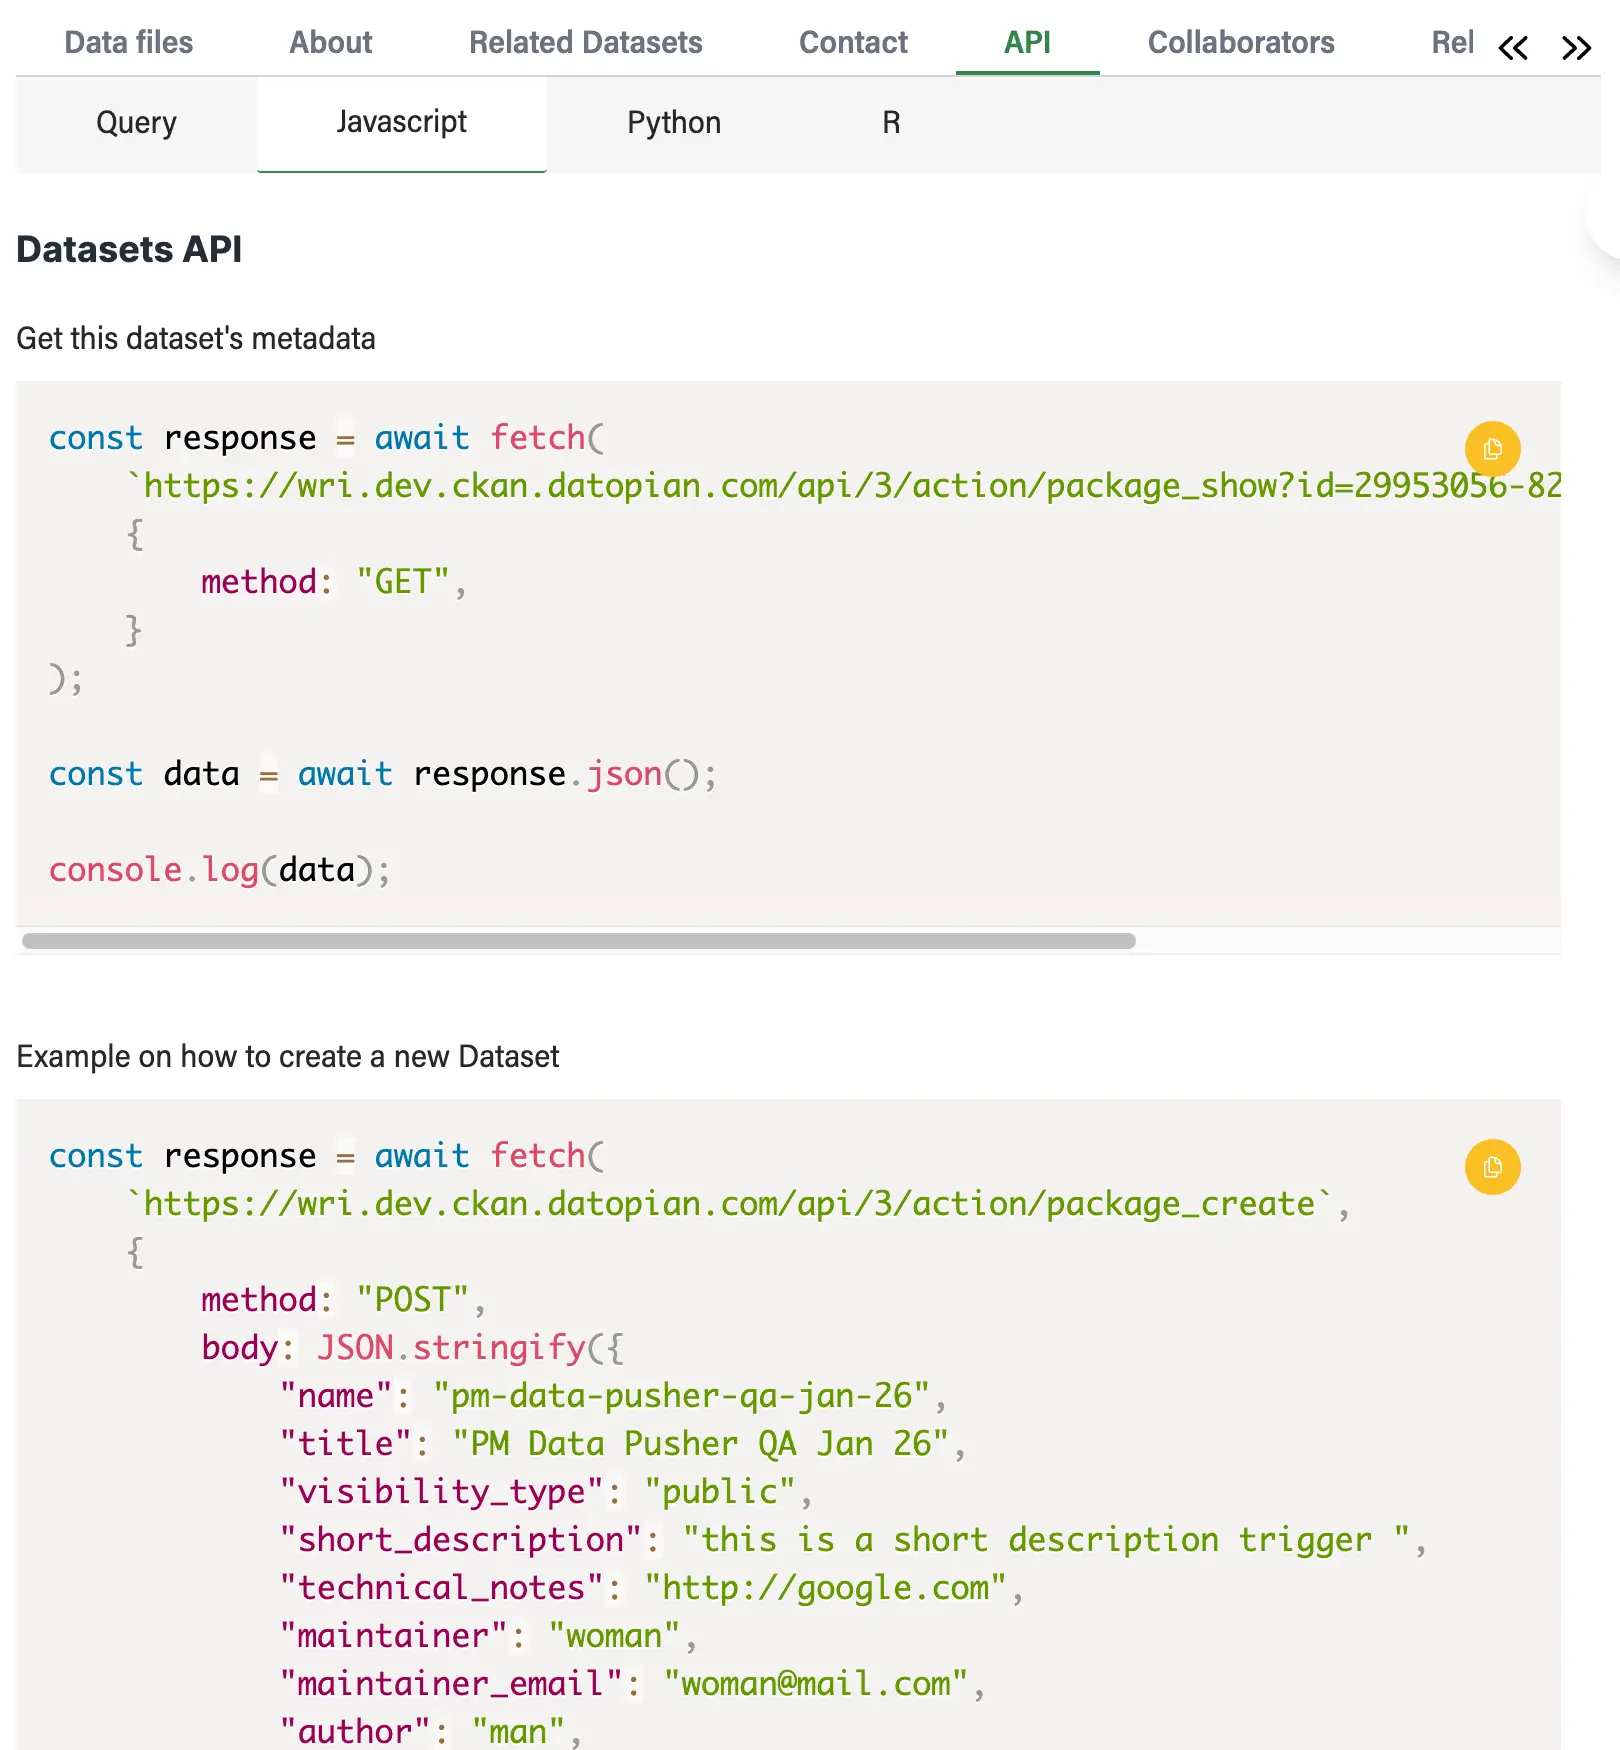 Data files About Related Datasets Contact API Collaborators Rel
Query Javascript Python R
Datasets API
Get this dataset's metadata
const response = await fetch(
    `https://wri.dev.ckan.datopian.com/api/3/action/package_show?id=29953056-82
    {
        method: "GET",
    }
);
const data = await response.json();
console.log(data);
Example on how to create a new Dataset
const response = await fetch(
    `https://wri.dev.ckan.datopian.com/api/3/action/package_create`,
    {
        method: "POST",
        body: JSON.stringify({
            "name": "pm-data-pusher-qa-jan-26",
            "title": "PM Data Pusher QA Jan 26",
            "visibility_type": "public",
            "short_description": "this is a short description trigger ",
            "technical_notes": "http://google.com",
            "maintainer": "woman",
            "maintainer_email": "woman@mail.com",
            "author": "man",